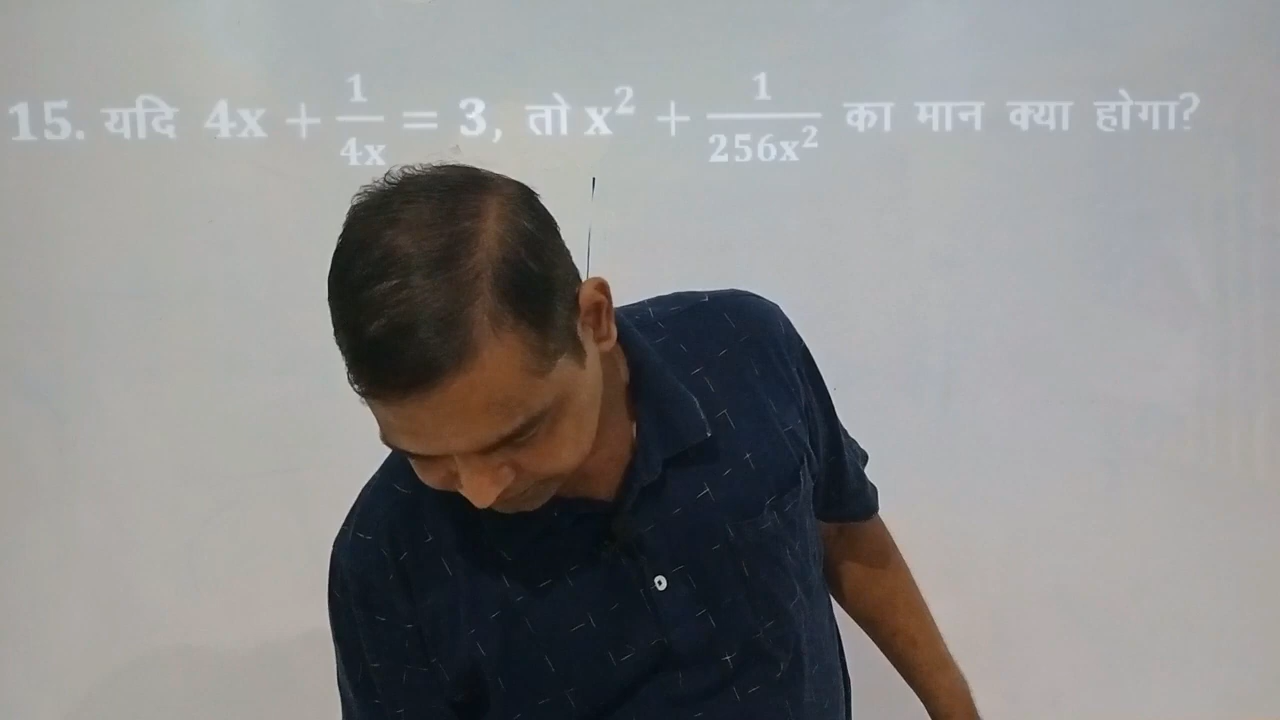 15. यदि 4x + 1/4x = 3, तो x² + 1/256x² का मान क्या होगा?